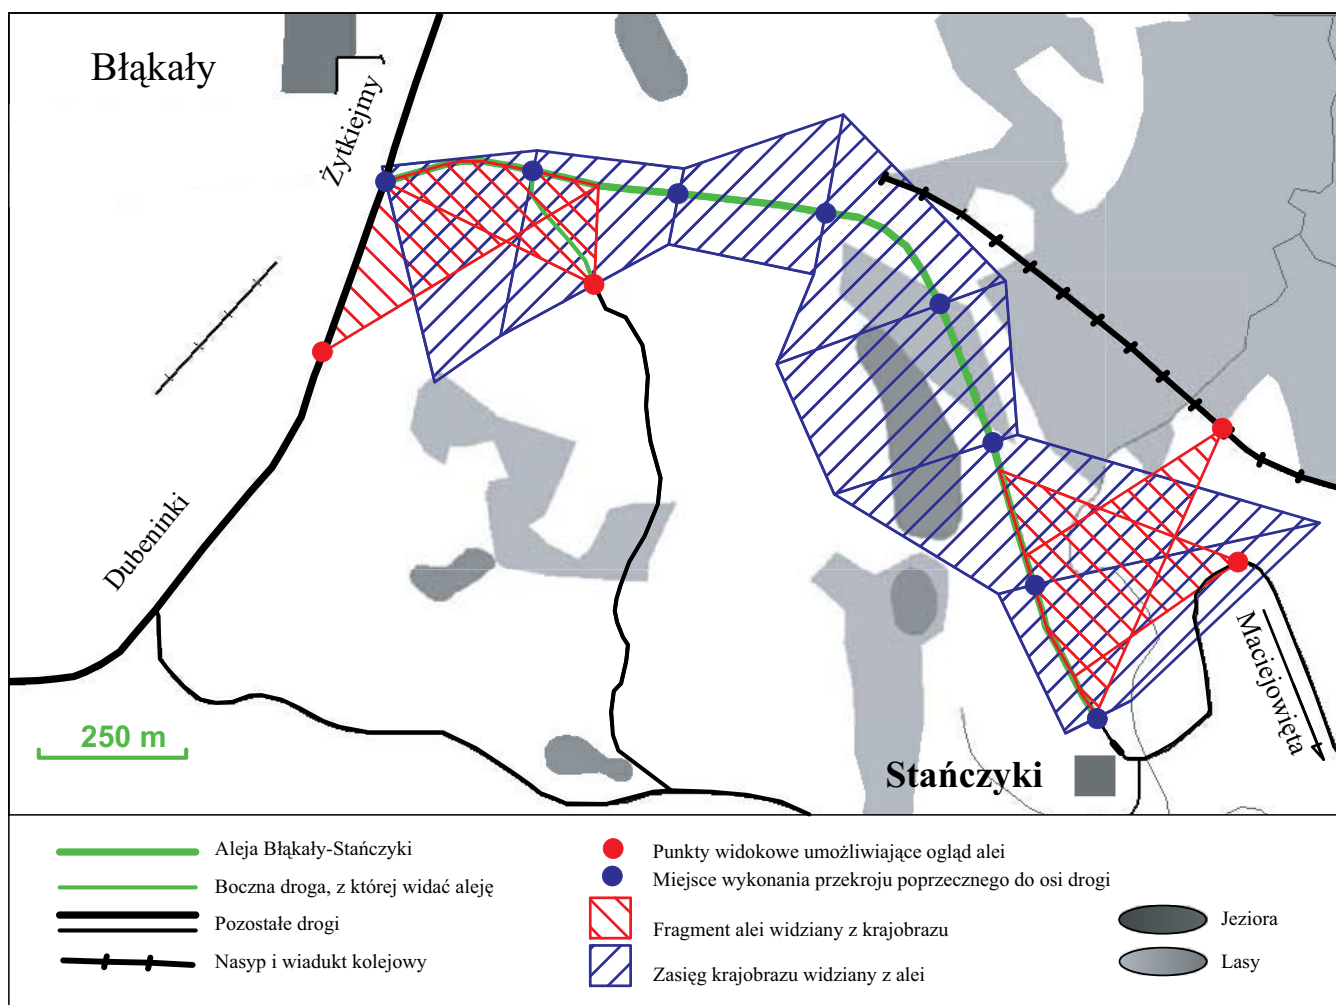 Błąkały
Żytkiejmy
Dubeninki
250 m
Stańczyki
Maciejowięta
Aleja Błąkały-Stańczyki
Boczna droga, z której widać aleję
Pozostałe drogi
Nasyp i wiadukt kolejowy
Punkty widokowe umożliwiające ogląd alei
Miejsce wykonania przekroju poprzecznego do osi drogi
Fragment alei widziany z krajobrazu
Zasięg krajobrazu widziany z alei
Jeziora
Lasy